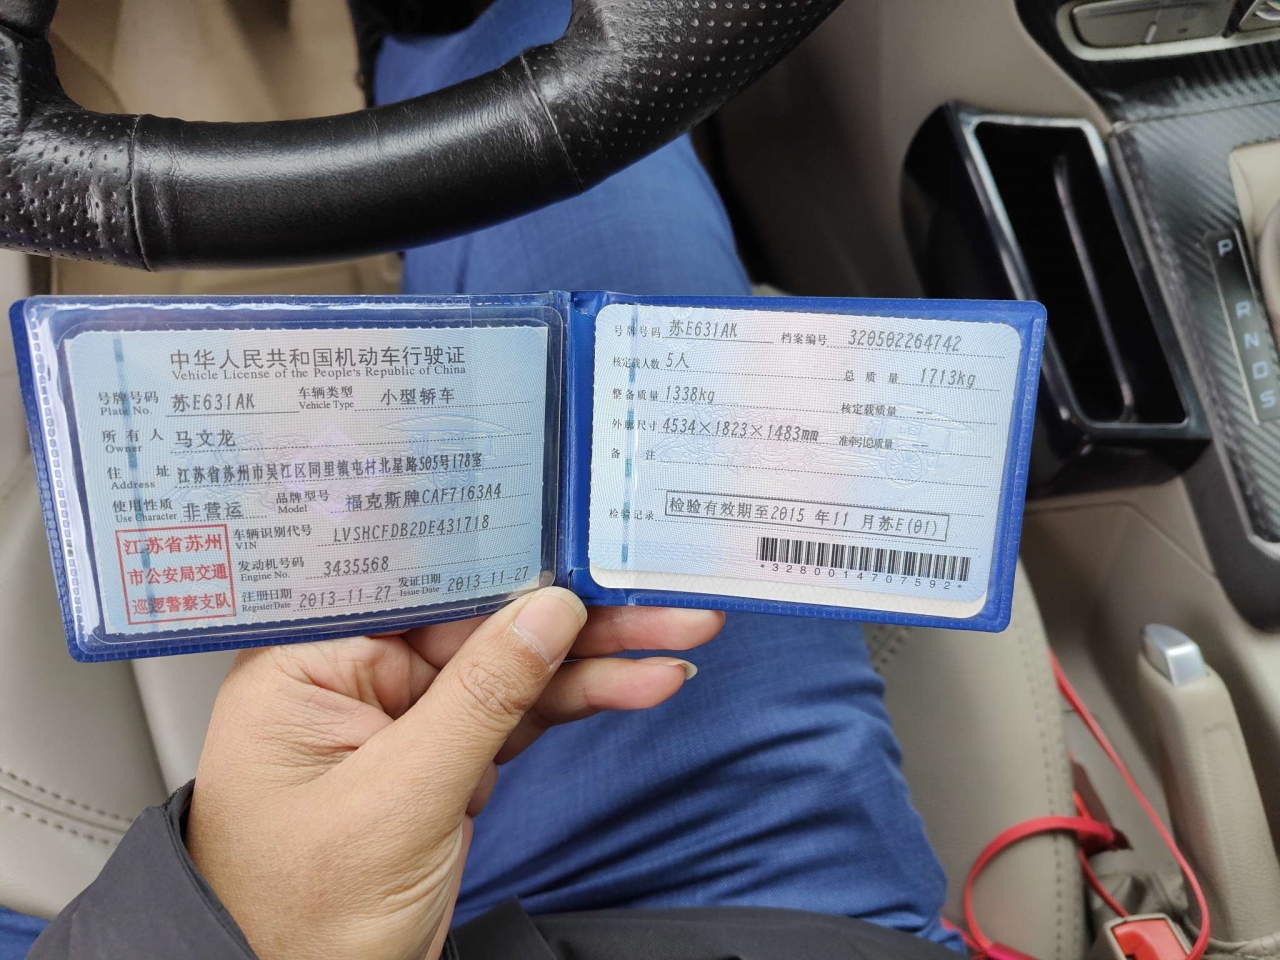 中华人民共和国机动车行驶证
Vehicle License of the People's Republic of China
号牌号码 苏E631AK 车辆类型 小型轿车
Plate No. Vehicle Type
所有人 马文龙
Owner
住址 江苏省苏州市吴江区同里镇屯村北星路505号178室
Address
使用性质 非营运 品牌型号 福克斯牌CAF7163A4
Use Character Model
江苏省苏州
市公安局交通
巡逻警察支队
车辆识别代号 LVSHCFDB2DE431718
VIN
发动机号码 3435568
Engine No.
注册日期 2013-11-27 发证日期 2013-11-27
Register Date Issue Date
号牌号码 苏E631AK 档案编号 320502264742
核定载人数 5人 总质量 1713kg
整备质量 1338kg 核定载质量 --
外廓尺寸 4534×1823×1483mm 准牵引总质量 --
备注
检验记录 检验有效期至2015 年11 月苏E(01)
*3280014707592*
P
R
N
D
S